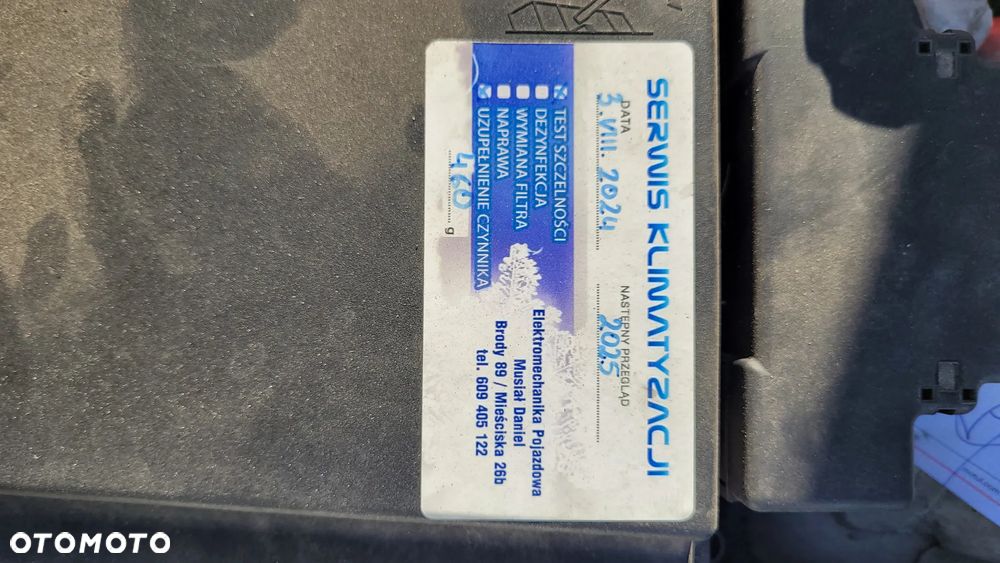 SERWIS KLIMATYZACJI
DATA
3. VIII. 2024
NASTĘPNY PRZEGLĄD
2025
TEST SZCZELNOŚCI
DEZYNFEKCJA
WYMIANA FILTRA
NAPRAWA
UZUPEŁNIENIE CZYNNIKA
460 g
Elektromechanika Pojazdowa
Musiał Daniel
Brody 89 / Mieściska 26b
tel. 609 405 122
OTOMOTO